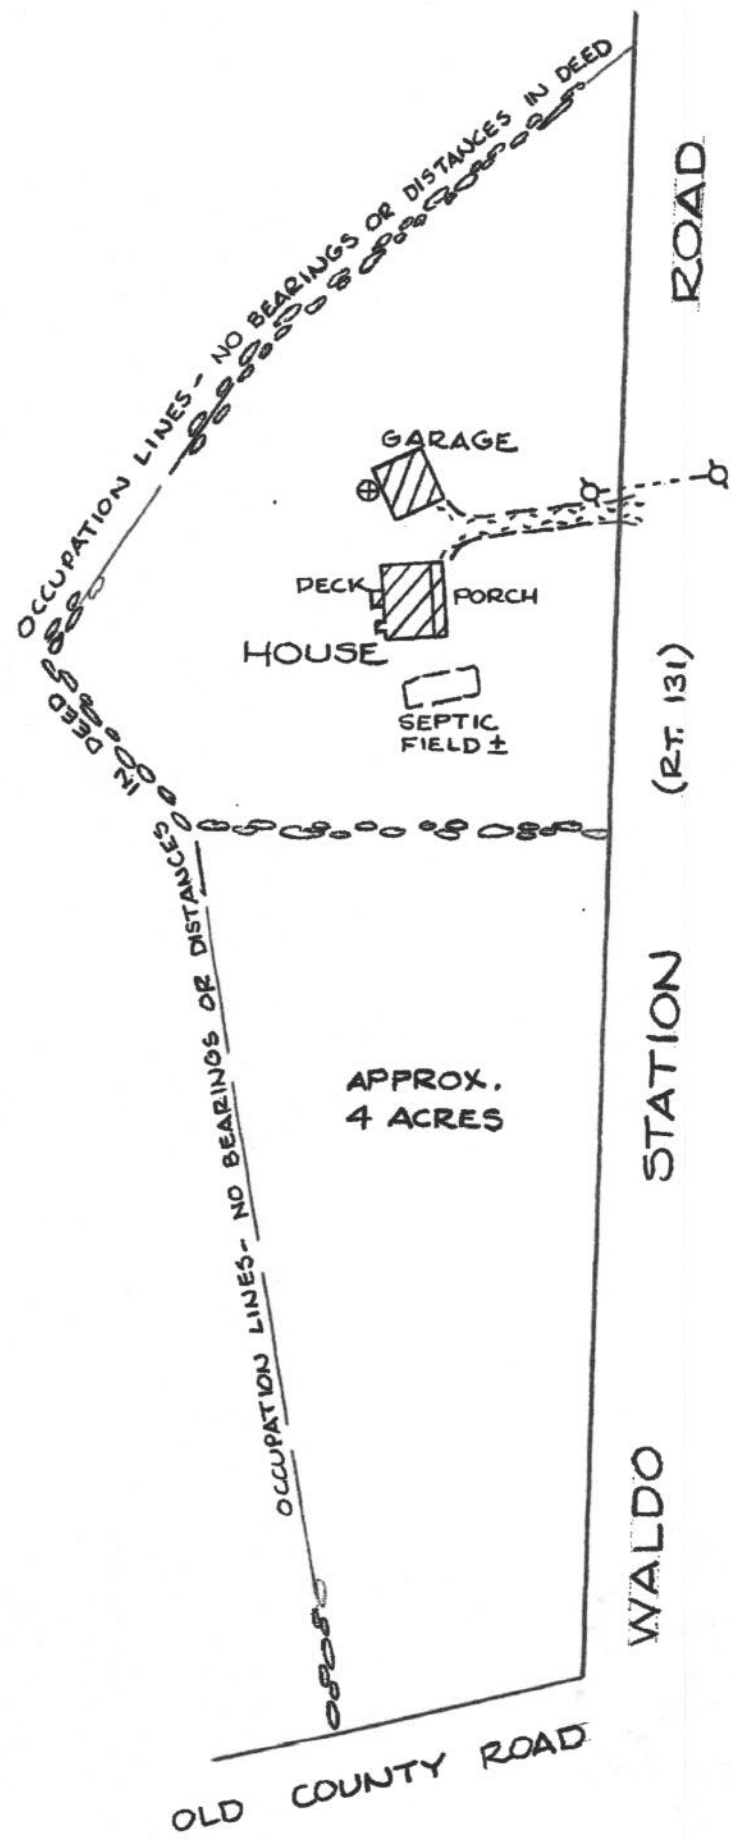 OCCUPATION LINES - NO BEARINGS OR DISTANCES IN DEED
ROAD
GARAGE
DECK
PORCH
HOUSE
SEPTIC
FIELD ±
(RT. 131)
OCCUPATION LINES - NO BEARINGS OR DISTANCES IN DEED
APPROX.
4 ACRES
STATION
WALDO
OLD COUNTY ROAD